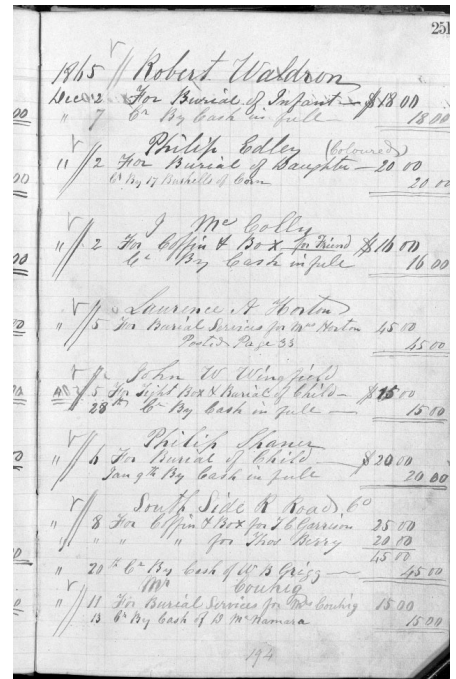 251
1865 // Robert Waldron
Dec 2 For Burial of Infant — $18 00
" 7 Cr By Cash in full 18 00
Philip Edley (Coloured)
" 2 For Burial of Daughter — 20 00
Cr By 17 Bushells of Corn 20 00
J McColly
" 2 For Coffin & Box for Friend $16 00
Cr By Cash in full 16 00
Laurence A Horton
" 5 For Burial Services for Mrs Horton 45 00
Posted Page 33 45 00
John W Wingfield
" 5 For Tight Box & Burial of Child — $15 00
28th Cr By Cash in full — 15 00
Philip Shaner
" 6 For Burial of Child — $20 00
Jan 9th By Cash in full 20 00
South Side R Road Co
" 8 For Coffin & Box for Garrison 25 00
" " " for Thos Berry 20 00
45 00
" 20th Cr By Cash of W B Grigg — 45 00
Mr Couhig
" 11 For Burial Services for Mrs Couhig 15 00
13 Cr By Cash of B McNamara 15 00
194